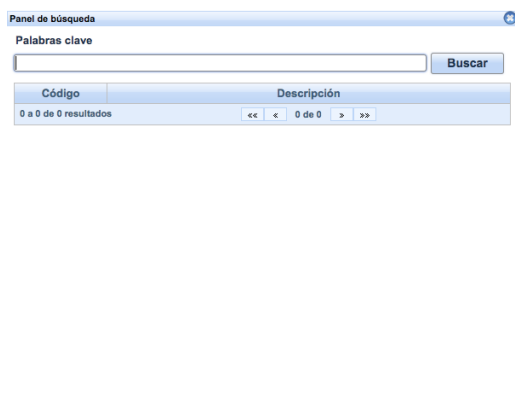 Panel de búsqueda
Palabras clave
Buscar
Código Descripción
0 a 0 de 0 resultados «« « 0 de 0 » »»